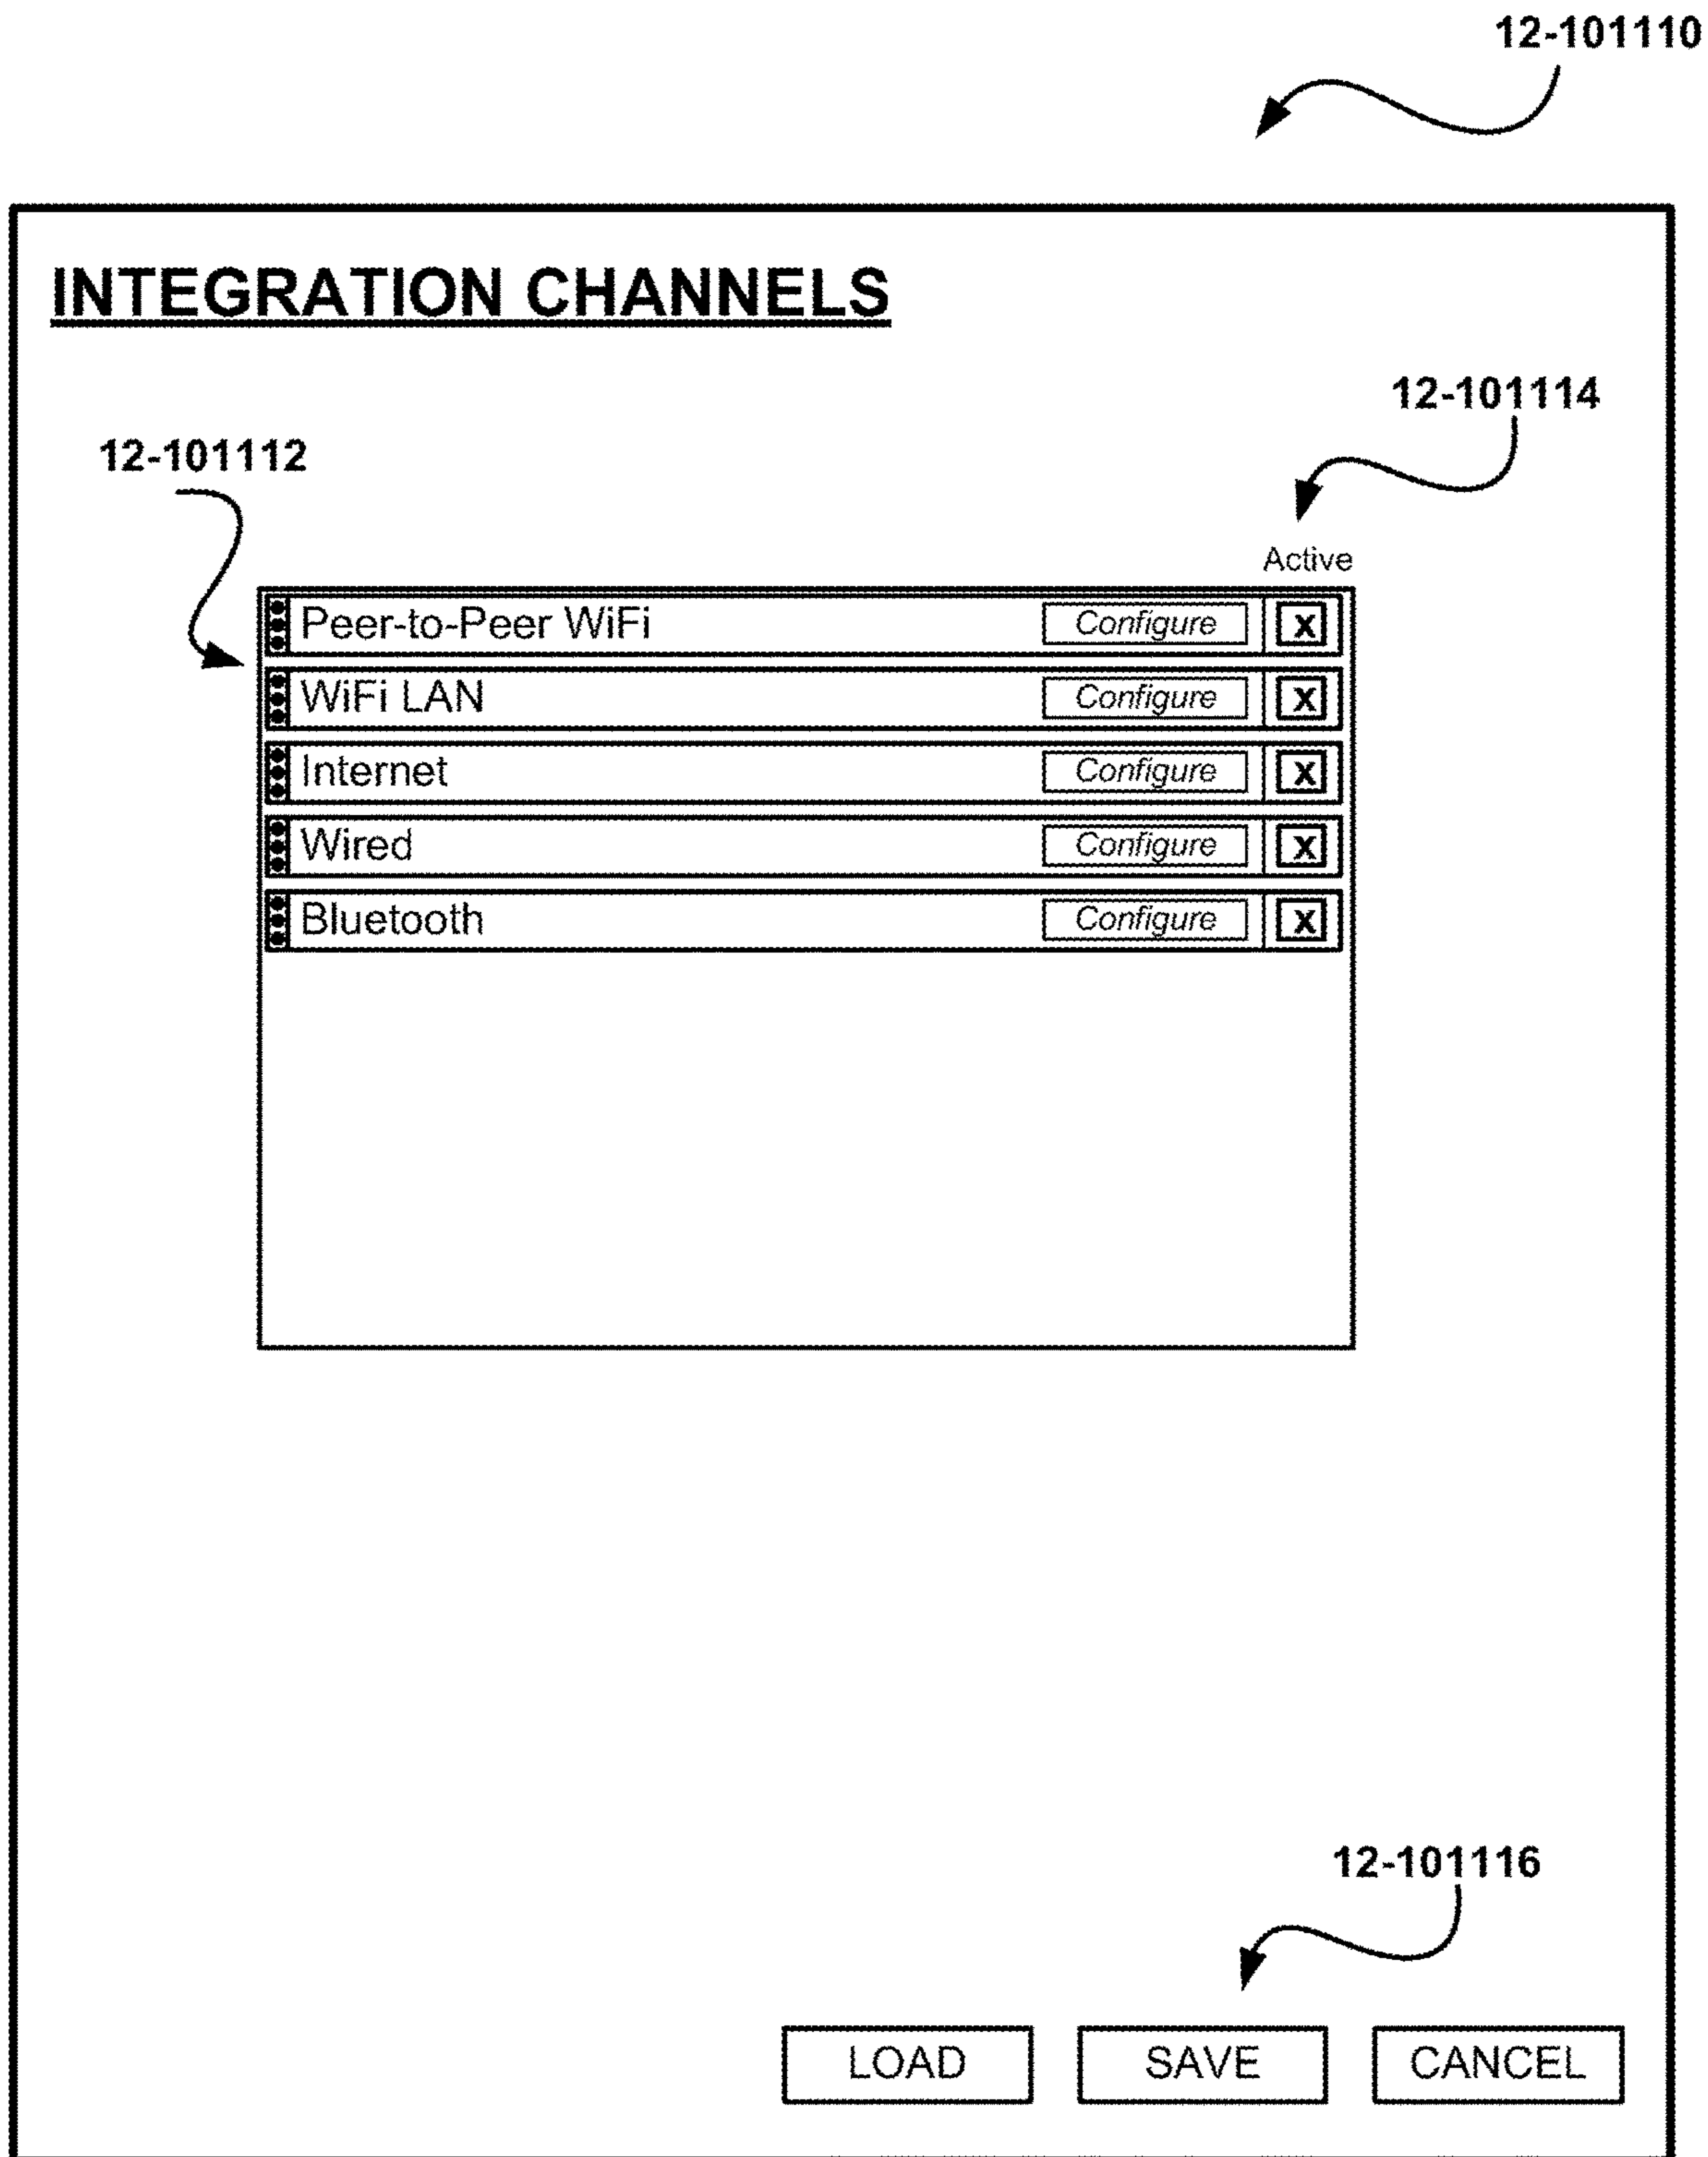 12-101110
INTEGRATION CHANNELS
12-101114
12-101112
Active
Peer-to-Peer WiFi Configure X
WiFi LAN Configure X
Internet Configure X
Wired Configure X
Bluetooth Configure X
12-101116
LOAD SAVE CANCEL